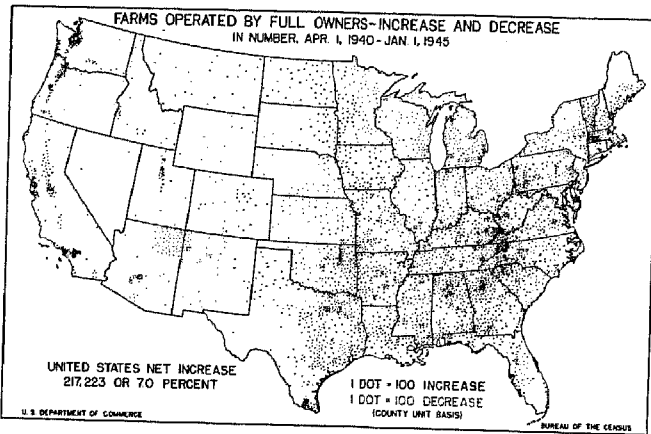 FARMS OPERATED BY FULL OWNERS-INCREASE AND DECREASE
IN NUMBER, APR. 1, 1940-JAN. 1, 1945
UNITED STATES NET INCREASE
217,223 OR 7.0 PERCENT
1 DOT = 100 INCREASE
1 DOT = 100 DECREASE
(COUNTY UNIT BASIS)
U. S. DEPARTMENT OF COMMERCE
BUREAU OF THE CENSUS